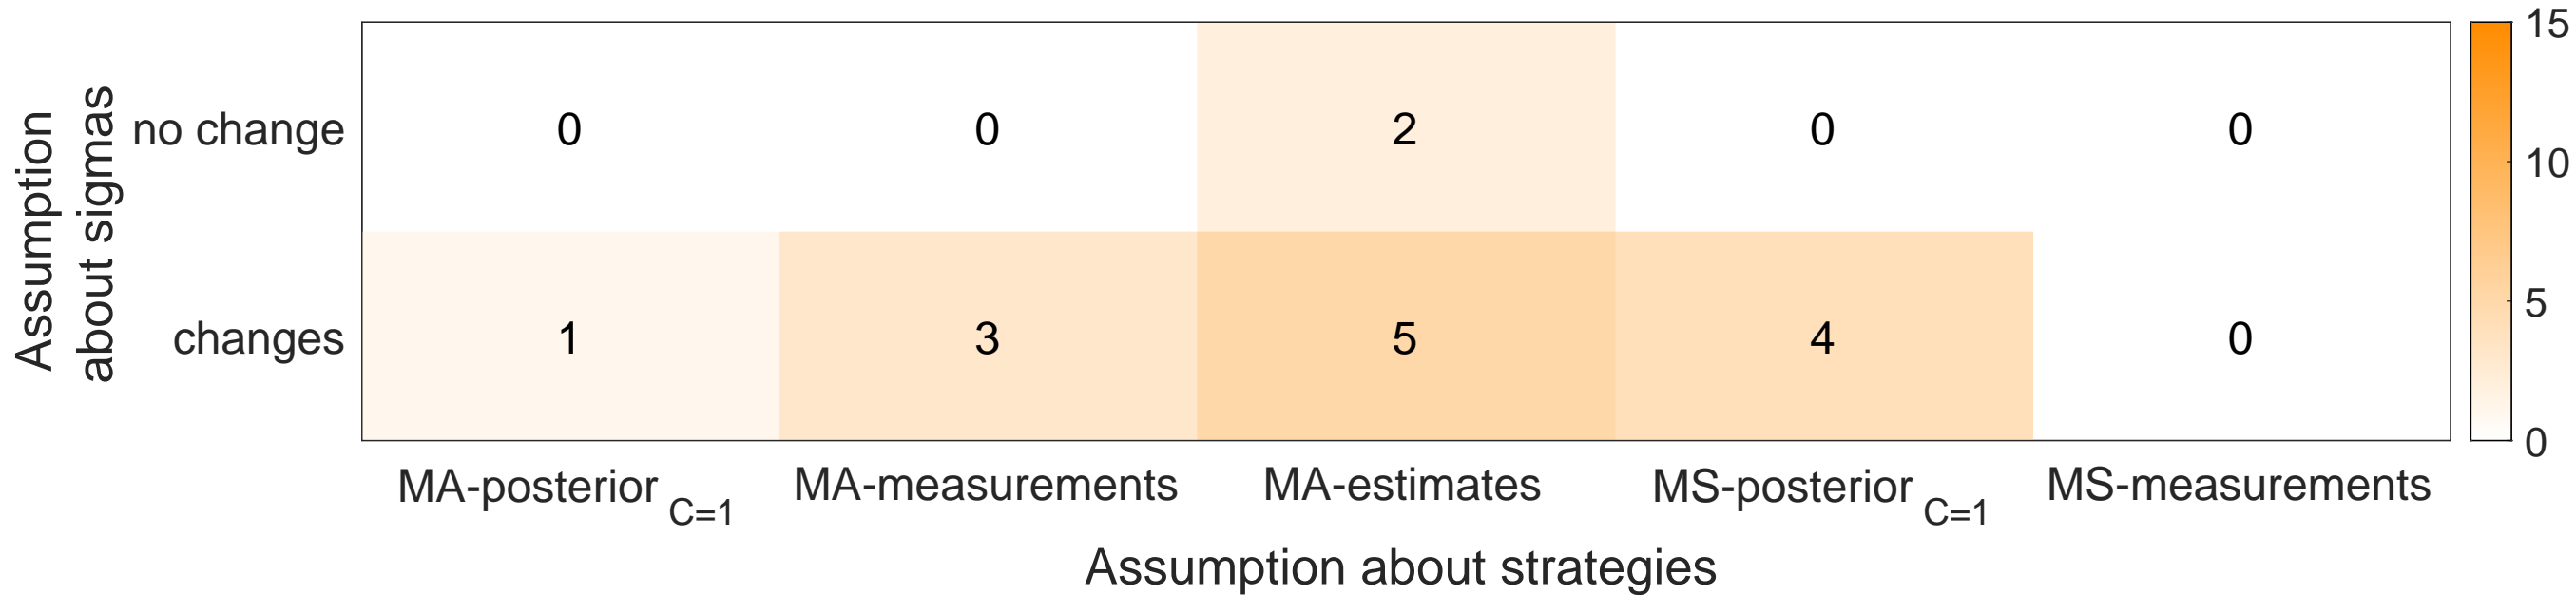 Assumption
about sigmas
no change
0 0 2 0 0
changes
1 3 5 4 0
MA-posterior C=1 MA-measurements MA-estimates MS-posterior C=1 MS-measurements
Assumption about strategies
15
10
5
0